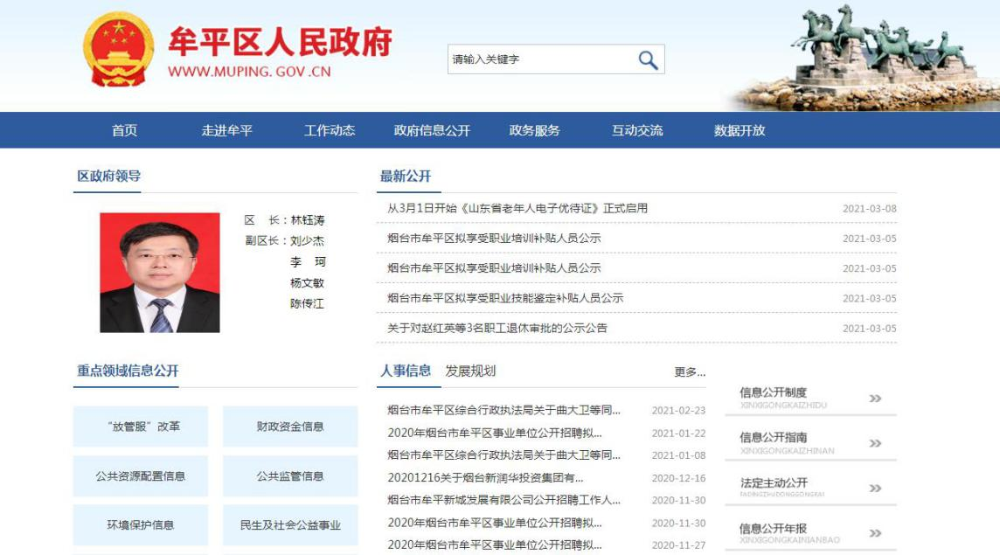 牟平区人民政府
WWW.MUPING.GOV.CN
请输入关键字
首页 走进牟平 工作动态 政府信息公开 政务服务 互动交流 数据开放
区政府领导
区 长：林钰涛
副区长：刘少杰
李 珂
杨文敏
陈传江
最新公开
从3月1日开始《山东省老年人电子优待证》正式启用 2021-03-08
烟台市牟平区拟享受职业培训补贴人员公示 2021-03-05
烟台市牟平区拟享受职业培训补贴人员公示 2021-03-05
烟台市牟平区拟享受职业技能鉴定补贴人员公示 2021-03-05
关于对赵红英等3名职工退休审批的公示公告 2021-03-05
重点领域信息公开
“放管服”改革 财政资金信息
公共资源配置信息 公共监管信息
环境保护信息 民生及社会公益事业
人事信息 发展规划 更多...
烟台市牟平区综合行政执法局关于曲大卫等同... 2021-02-23
2020年烟台市牟平区事业单位公开招聘拟... 2021-01-22
烟台市牟平区综合行政执法局关于曲大卫等同... 2021-01-08
20201216关于烟台新润华投资集团有... 2020-12-16
烟台市牟平新城发展有限公司公开招聘工作人... 2020-11-30
2020年烟台市牟平区事业单位公开招聘拟... 2020-11-30
2020年烟台市牟平区事业单位公开招聘拟... 2020-11-27
信息公开制度
XINXIGONGKAIZHIDU
信息公开指南
XINXIGONGKAIZHINAN
法定主动公开
FADINGZHUDONGGONGKAI
信息公开年报
XINXIGONGKAINIANBAO